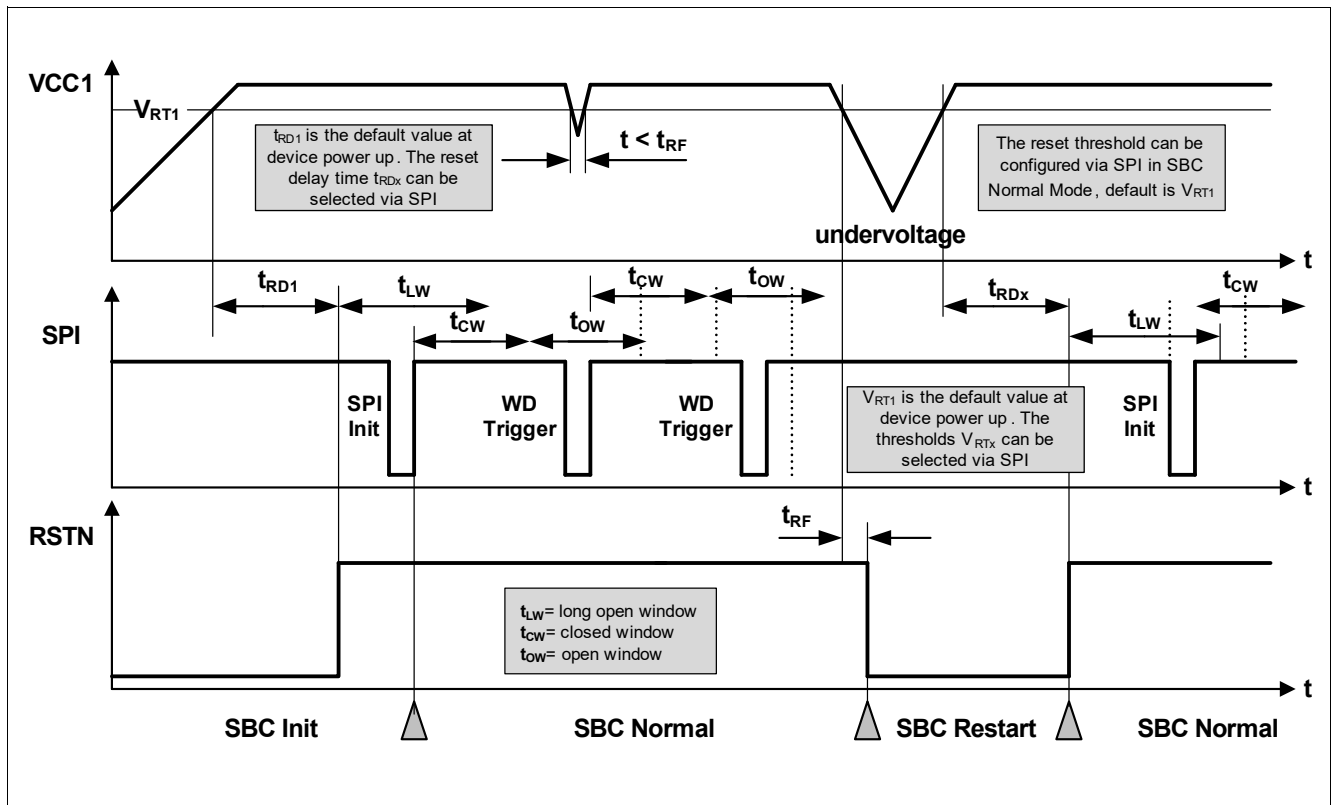 VCC1
VRT1
tRD1 is the default value at
device power up . The reset
delay time tRDx can be
selected via SPI
t < tRF
The reset threshold can be
configured via SPI in SBC
Normal Mode , default is VRT1
undervoltage
t
tRD1
tLW
tCW
tOW
tRDx
tCW
SPI
tCW
tOW
tLW
SPI
Init
WD
Trigger
WD
Trigger
VRT1 is the default value at
device power up . The
thresholds VRTx can be
selected via SPI
SPI
Init
t
RSTN
tRF
tLW= long open window
tCW= closed window
tOW= open window
t
SBC Init
SBC Normal
SBC Restart
SBC Normal